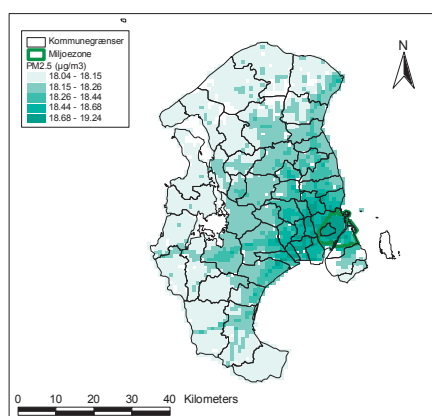 Kommunegrænser
Miljoezone
PM2.5 (µg/m3)
18.04 - 18.15
18.15 - 18.26
18.26 - 18.44
18.44 - 18.68
18.68 - 19.24
N
0 10 20 30 40 Kilometers